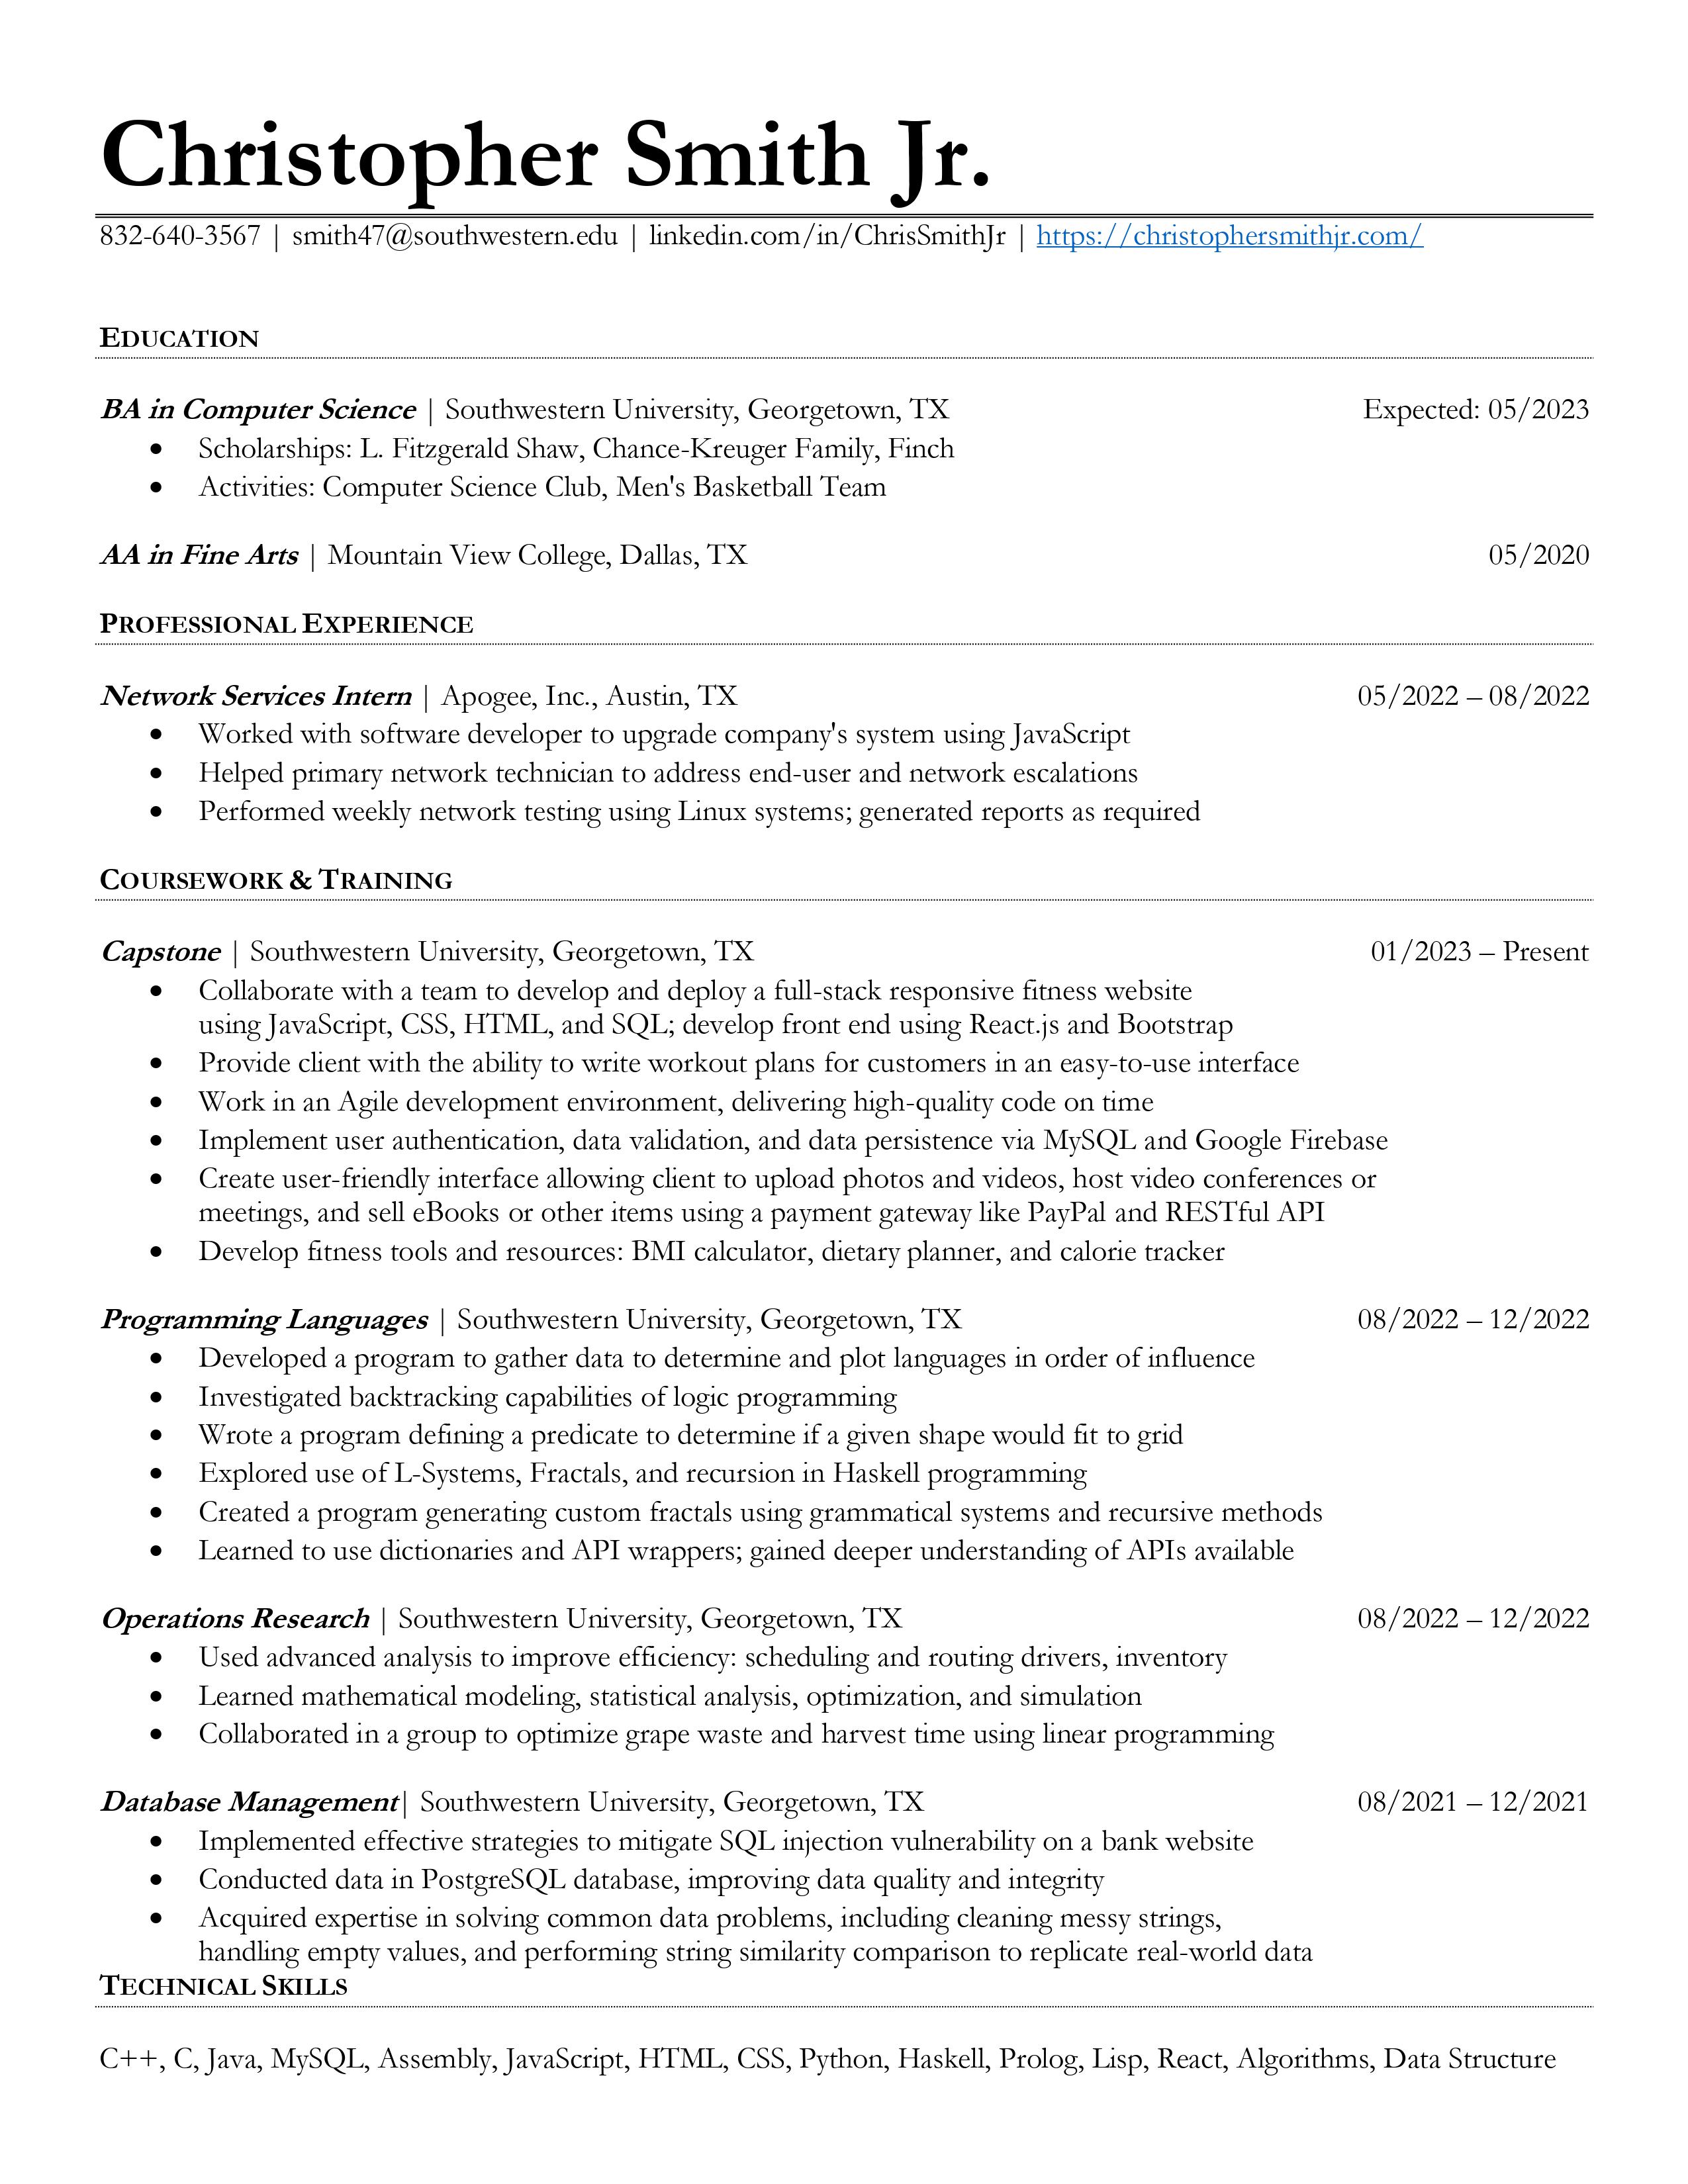 Christopher Smith Jr.
832-640-3567 | smith47@southwestern.edu | linkedin.com/in/ChrisSmithJr | https://christophersmithjr.com/
EDUCATION
BA in Computer Science | Southwestern University, Georgetown, TX Expected: 05/2023
• Scholarships: L. Fitzgerald Shaw, Chance-Kreuger Family, Finch
• Activities: Computer Science Club, Men's Basketball Team
AA in Fine Arts | Mountain View College, Dallas, TX 05/2020
PROFESSIONAL EXPERIENCE
Network Services Intern | Apogee, Inc., Austin, TX 05/2022 – 08/2022
• Worked with software developer to upgrade company's system using JavaScript
• Helped primary network technician to address end-user and network escalations
• Performed weekly network testing using Linux systems; generated reports as required
COURSEWORK & TRAINING
Capstone | Southwestern University, Georgetown, TX 01/2023 – Present
• Collaborate with a team to develop and deploy a full-stack responsive fitness website
using JavaScript, CSS, HTML, and SQL; develop front end using React.js and Bootstrap
• Provide client with the ability to write workout plans for customers in an easy-to-use interface
• Work in an Agile development environment, delivering high-quality code on time
• Implement user authentication, data validation, and data persistence via MySQL and Google Firebase
• Create user-friendly interface allowing client to upload photos and videos, host video conferences or
meetings, and sell eBooks or other items using a payment gateway like PayPal and RESTful API
• Develop fitness tools and resources: BMI calculator, dietary planner, and calorie tracker
Programming Languages | Southwestern University, Georgetown, TX 08/2022 – 12/2022
• Developed a program to gather data to determine and plot languages in order of influence
• Investigated backtracking capabilities of logic programming
• Wrote a program defining a predicate to determine if a given shape would fit to grid
• Explored use of L-Systems, Fractals, and recursion in Haskell programming
• Created a program generating custom fractals using grammatical systems and recursive methods
• Learned to use dictionaries and API wrappers; gained deeper understanding of APIs available
Operations Research | Southwestern University, Georgetown, TX 08/2022 – 12/2022
• Used advanced analysis to improve efficiency: scheduling and routing drivers, inventory
• Learned mathematical modeling, statistical analysis, optimization, and simulation
• Collaborated in a group to optimize grape waste and harvest time using linear programming
Database Management| Southwestern University, Georgetown, TX 08/2021 – 12/2021
• Implemented effective strategies to mitigate SQL injection vulnerability on a bank website
• Conducted data in PostgreSQL database, improving data quality and integrity
• Acquired expertise in solving common data problems, including cleaning messy strings,
handling empty values, and performing string similarity comparison to replicate real-world data
TECHNICAL SKILLS
C++, C, Java, MySQL, Assembly, JavaScript, HTML, CSS, Python, Haskell, Prolog, Lisp, React, Algorithms, Data Structure